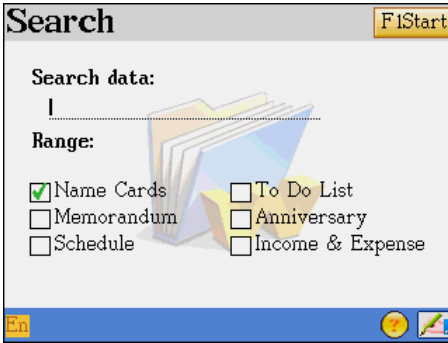 Search
F1Start
Search data:
Range:
Name Cards
To Do List
Memorandum
Anniversary
Schedule
Income & Expense
En
?